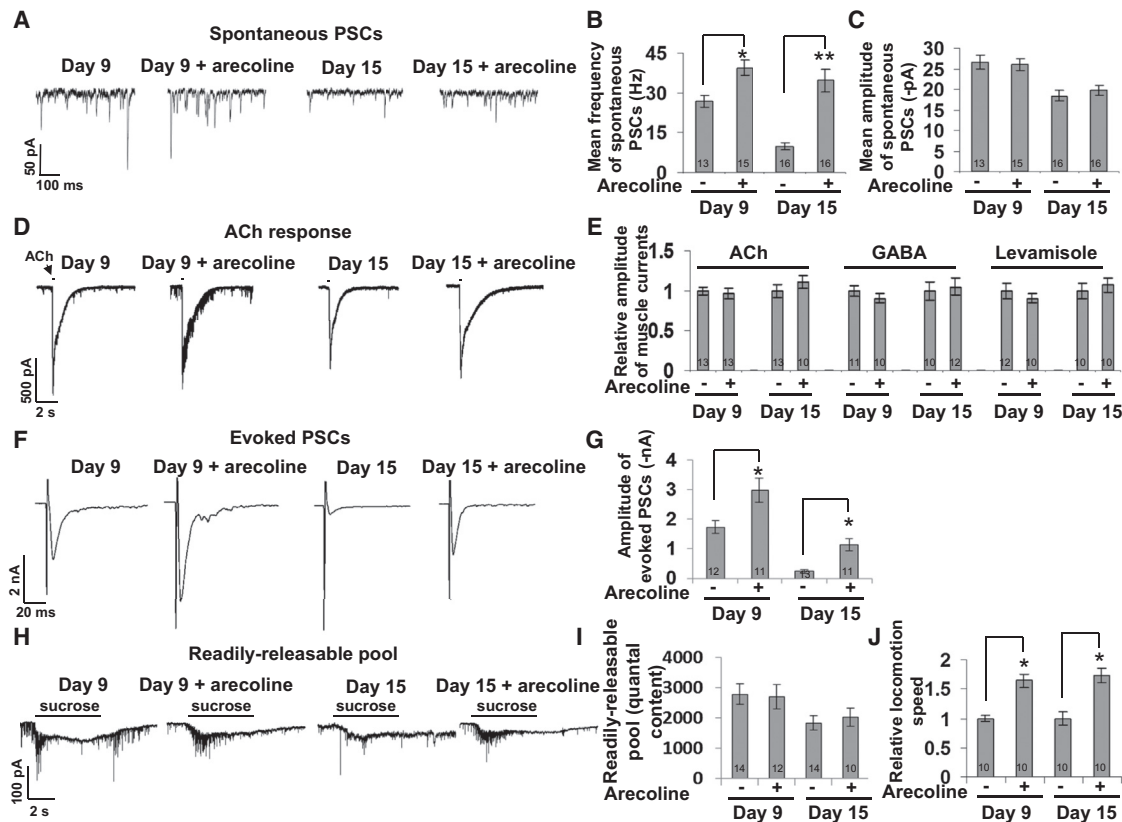 A
Spontaneous PSCs
Day 9
Day 9 + arecoline
Day 15
Day 15 + arecoline
50 pA
100 ms
B
Mean frequency
of spontaneous
PSCs (Hz)
45
30
15
0
*
**
13
15
16
16
Arecoline
- + - +
Day 9
Day 15
C
Mean amplitude
of spontaneous
PSCs (-pA)
30
25
20
15
10
5
0
13
15
16
16
- + - +
Day 9
Day 15
D
ACh response
ACh
Day 9
Day 9 + arecoline
Day 15
Day 15 + arecoline
500 pA
2 s
E
Relative amplitude
of muscle currents
1.5
1
0.5
0
ACh
GABA
Levamisole
13
13
13
10
11
10
10
12
12
10
10
10
Arecoline
- + - + - + - + - + - +
Day 9
Day 15
Day 9
Day 15
Day 9
Day 15
F
Evoked PSCs
Day 9
Day 9 + arecoline
Day 15
Day 15 + arecoline
2 nA
20 ms
G
Amplitude of
evoked PSCs (-nA)
4
3
2
1
0
*
*
12
11
13
11
Arecoline
- + - +
Day 9
Day 15
H
Readily-releasable pool
Day 9
Day 9 + arecoline
Day 15
Day 15 + arecoline
sucrose
sucrose
sucrose
sucrose
100 pA
2 s
I
Readily-releasable
pool (quantal
content)
4000
3000
2000
1000
0
14
12
14
10
Arecoline
- + - +
Day 9
Day 15
J
Relative locomotion
speed
2
1.5
1
0.5
0
*
*
10
10
10
10
Arecoline
- + - +
Day 9
Day 15